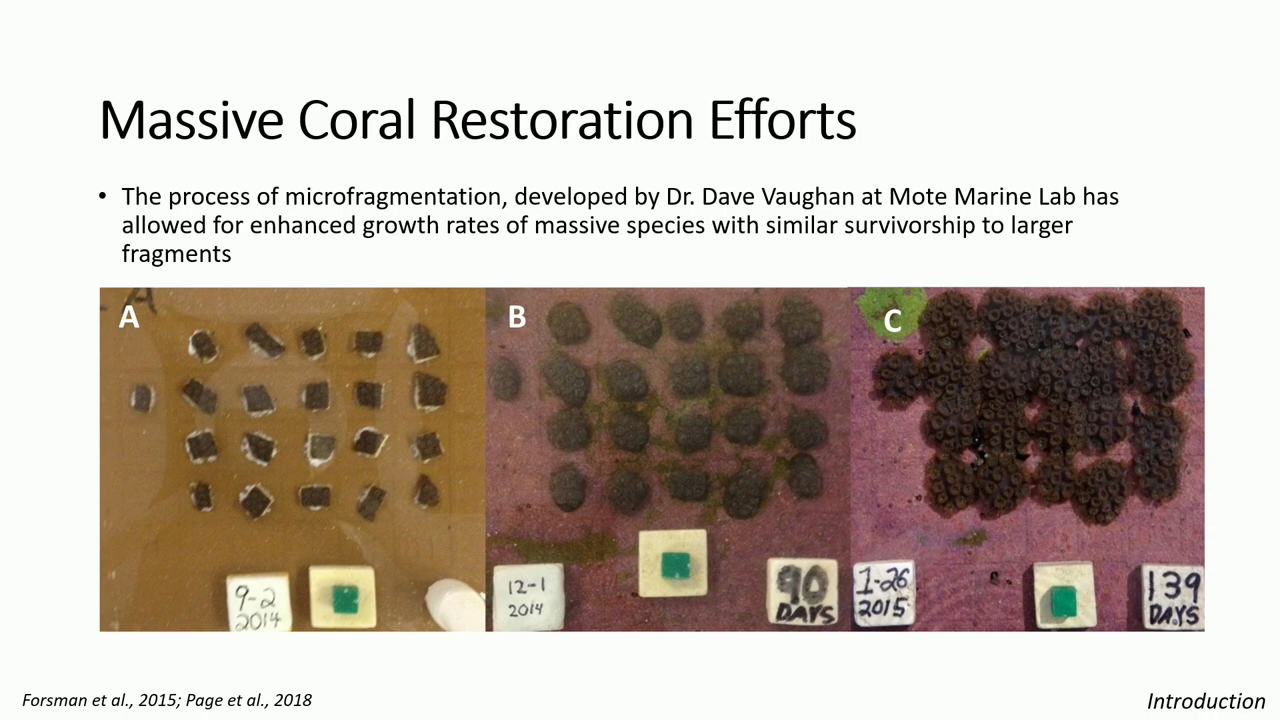 Massive Coral Restoration Efforts
• The process of microfragmentation, developed by Dr. Dave Vaughan at Mote Marine Lab has
allowed for enhanced growth rates of massive species with similar survivorship to larger
fragments
A
A
B
C
9-2
2014
12-1
2014
90
DAYS
1-26
2015
139
DAYS
Forsman et al., 2015; Page et al., 2018
Introduction